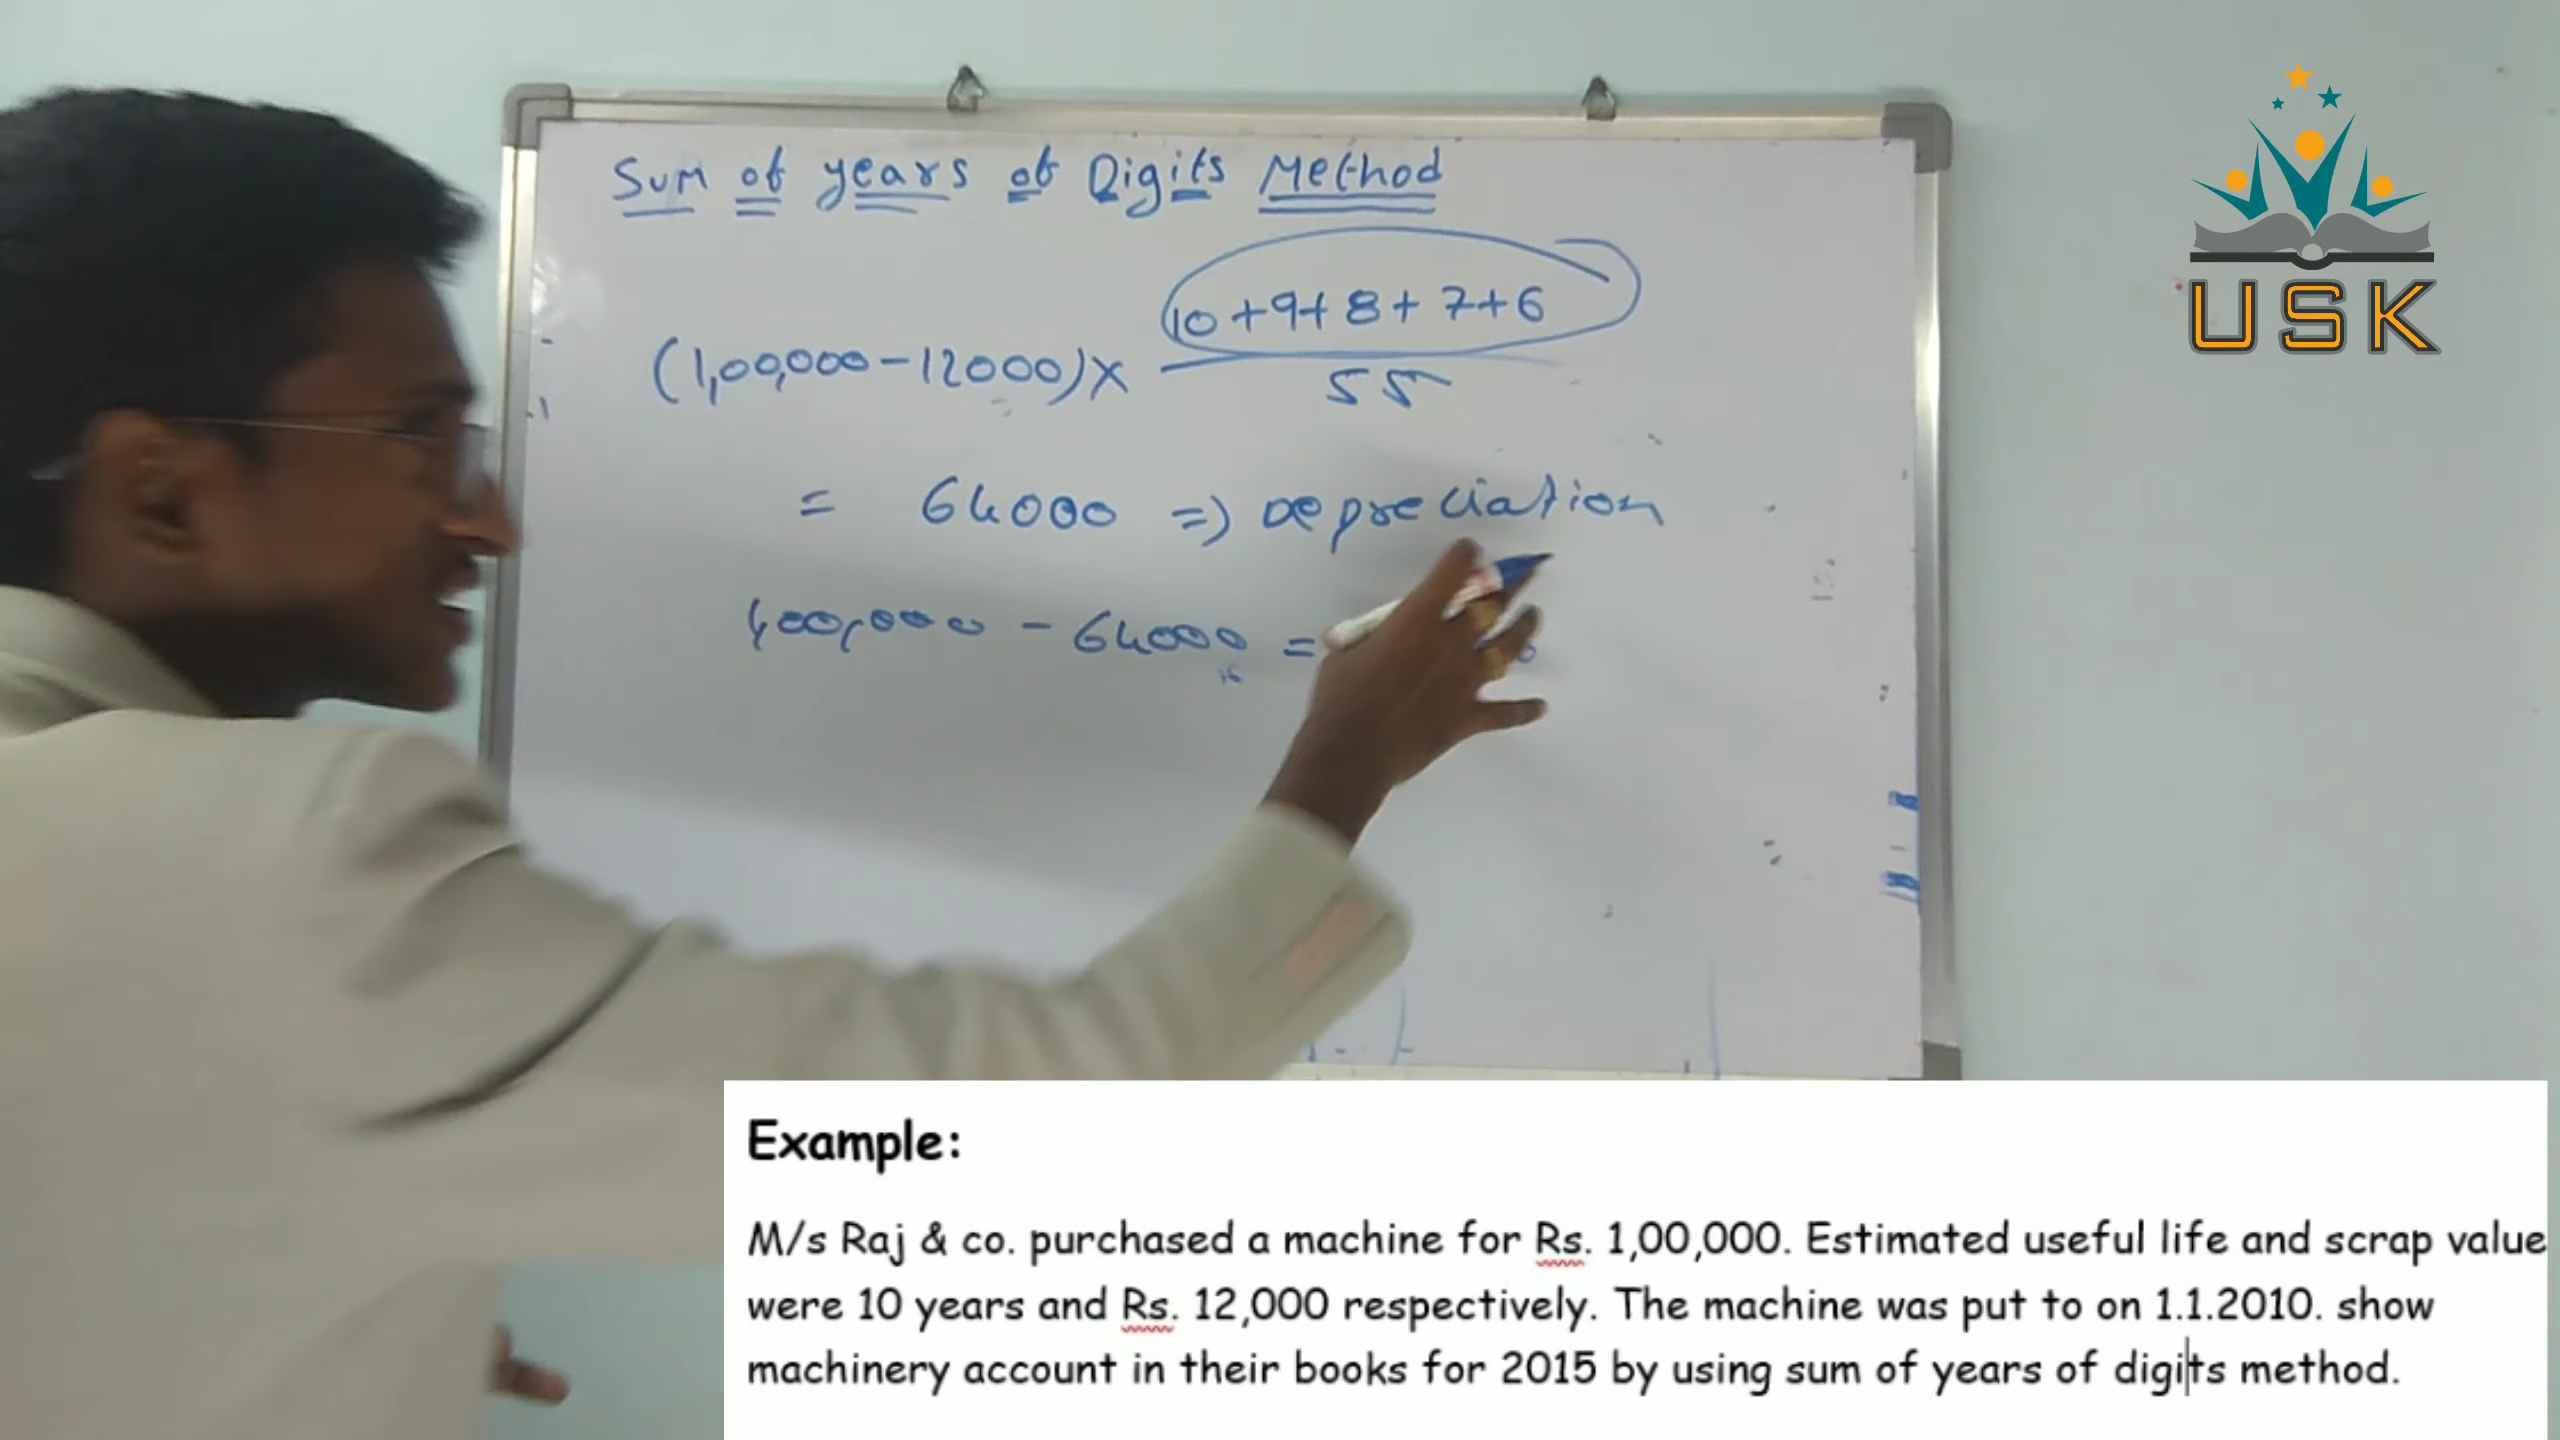 Sum of years of Digits Method
10+9+8+7+6
(1,00,000-12000)X
55
= 64000 => Depreciation
1,00,000 - 64000 =
USK
Example:
M/s Raj & co. purchased a machine for Rs. 1,00,000. Estimated useful life and scrap value
were 10 years and Rs. 12,000 respectively. The machine was put to on 1.1.2010. show
machinery account in their books for 2015 by using sum of years of digits method.